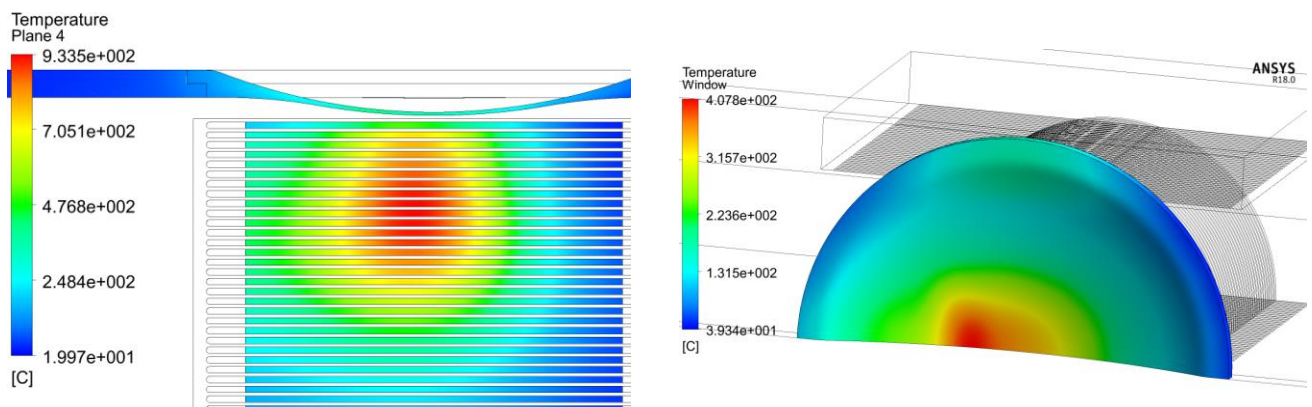 Temperature
Plane 4
9.335e+002
7.051e+002
4.768e+002
2.484e+002
1.997e+001
[C]
ANSYS
R18.0
Temperature
Window
4.078e+002
3.157e+002
2.236e+002
1.315e+002
3.934e+001
[C]